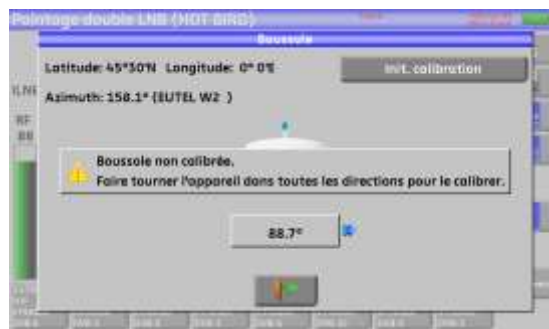 Pointage double LNB (HOT BIRD)
Boussole
Latitude: 45°30'N Longitude: 0° 0'E
Init. calibration
Azimuth: 158.1° (EUTEL W2 )
RF
Boussole non calibrée.
Faire tourner l'appareil dans toutes les directions pour le calibrer.
88.7°